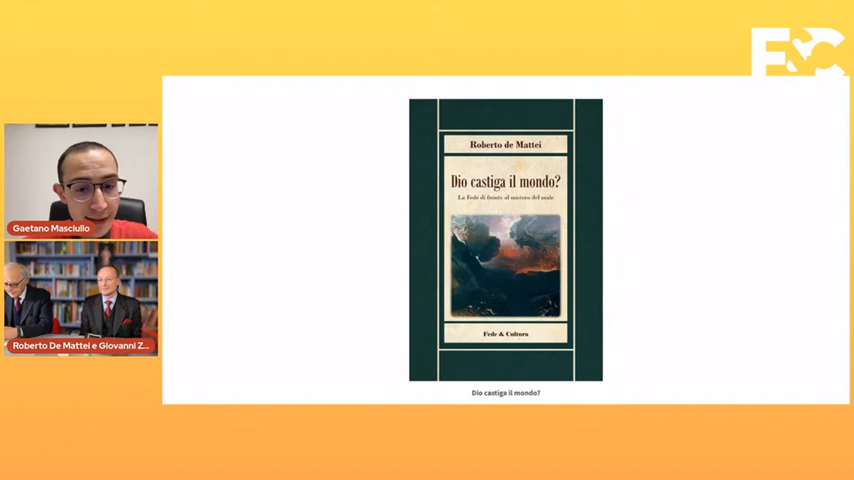 F&C
Gaetano Masciullo
Roberto De Mattei e Giovanni Z...
Roberto de Mattei
Dio castiga il mondo?
La Fede di fronte al mistero del male
Fede & Cultura
Dio castiga il mondo?